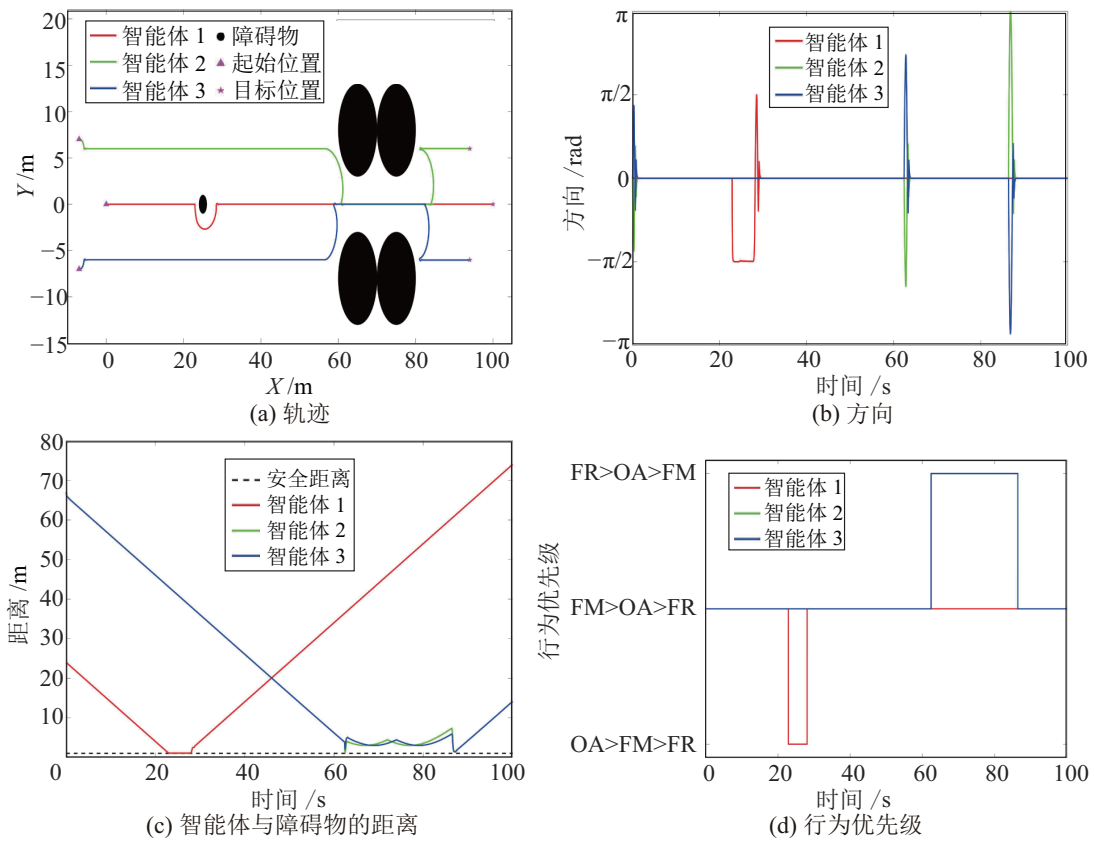 20
15
10
5
0
−5
−10
−15
Y /m
智能体 1
智能体 2
智能体 3
障碍物
起始位置
目标位置
0
20
40
60
80
100
X /m
(a) 轨迹
π
π/2
0
−π/2
−π
方向 /rad
智能体 1
智能体 2
智能体 3
0
20
40
60
80
100
时间 /s
(b) 方向
80
70
60
50
40
30
20
10
距离 /m
安全距离
智能体 1
智能体 2
智能体 3
0
20
40
60
80
100
时间 /s
(c) 智能体与障碍物的距离
FR>OA>FM
FM>OA>FR
OA>FM>FR
行为优先级
智能体 1
智能体 2
智能体 3
0
20
40
60
80
100
时间 /s
(d) 行为优先级